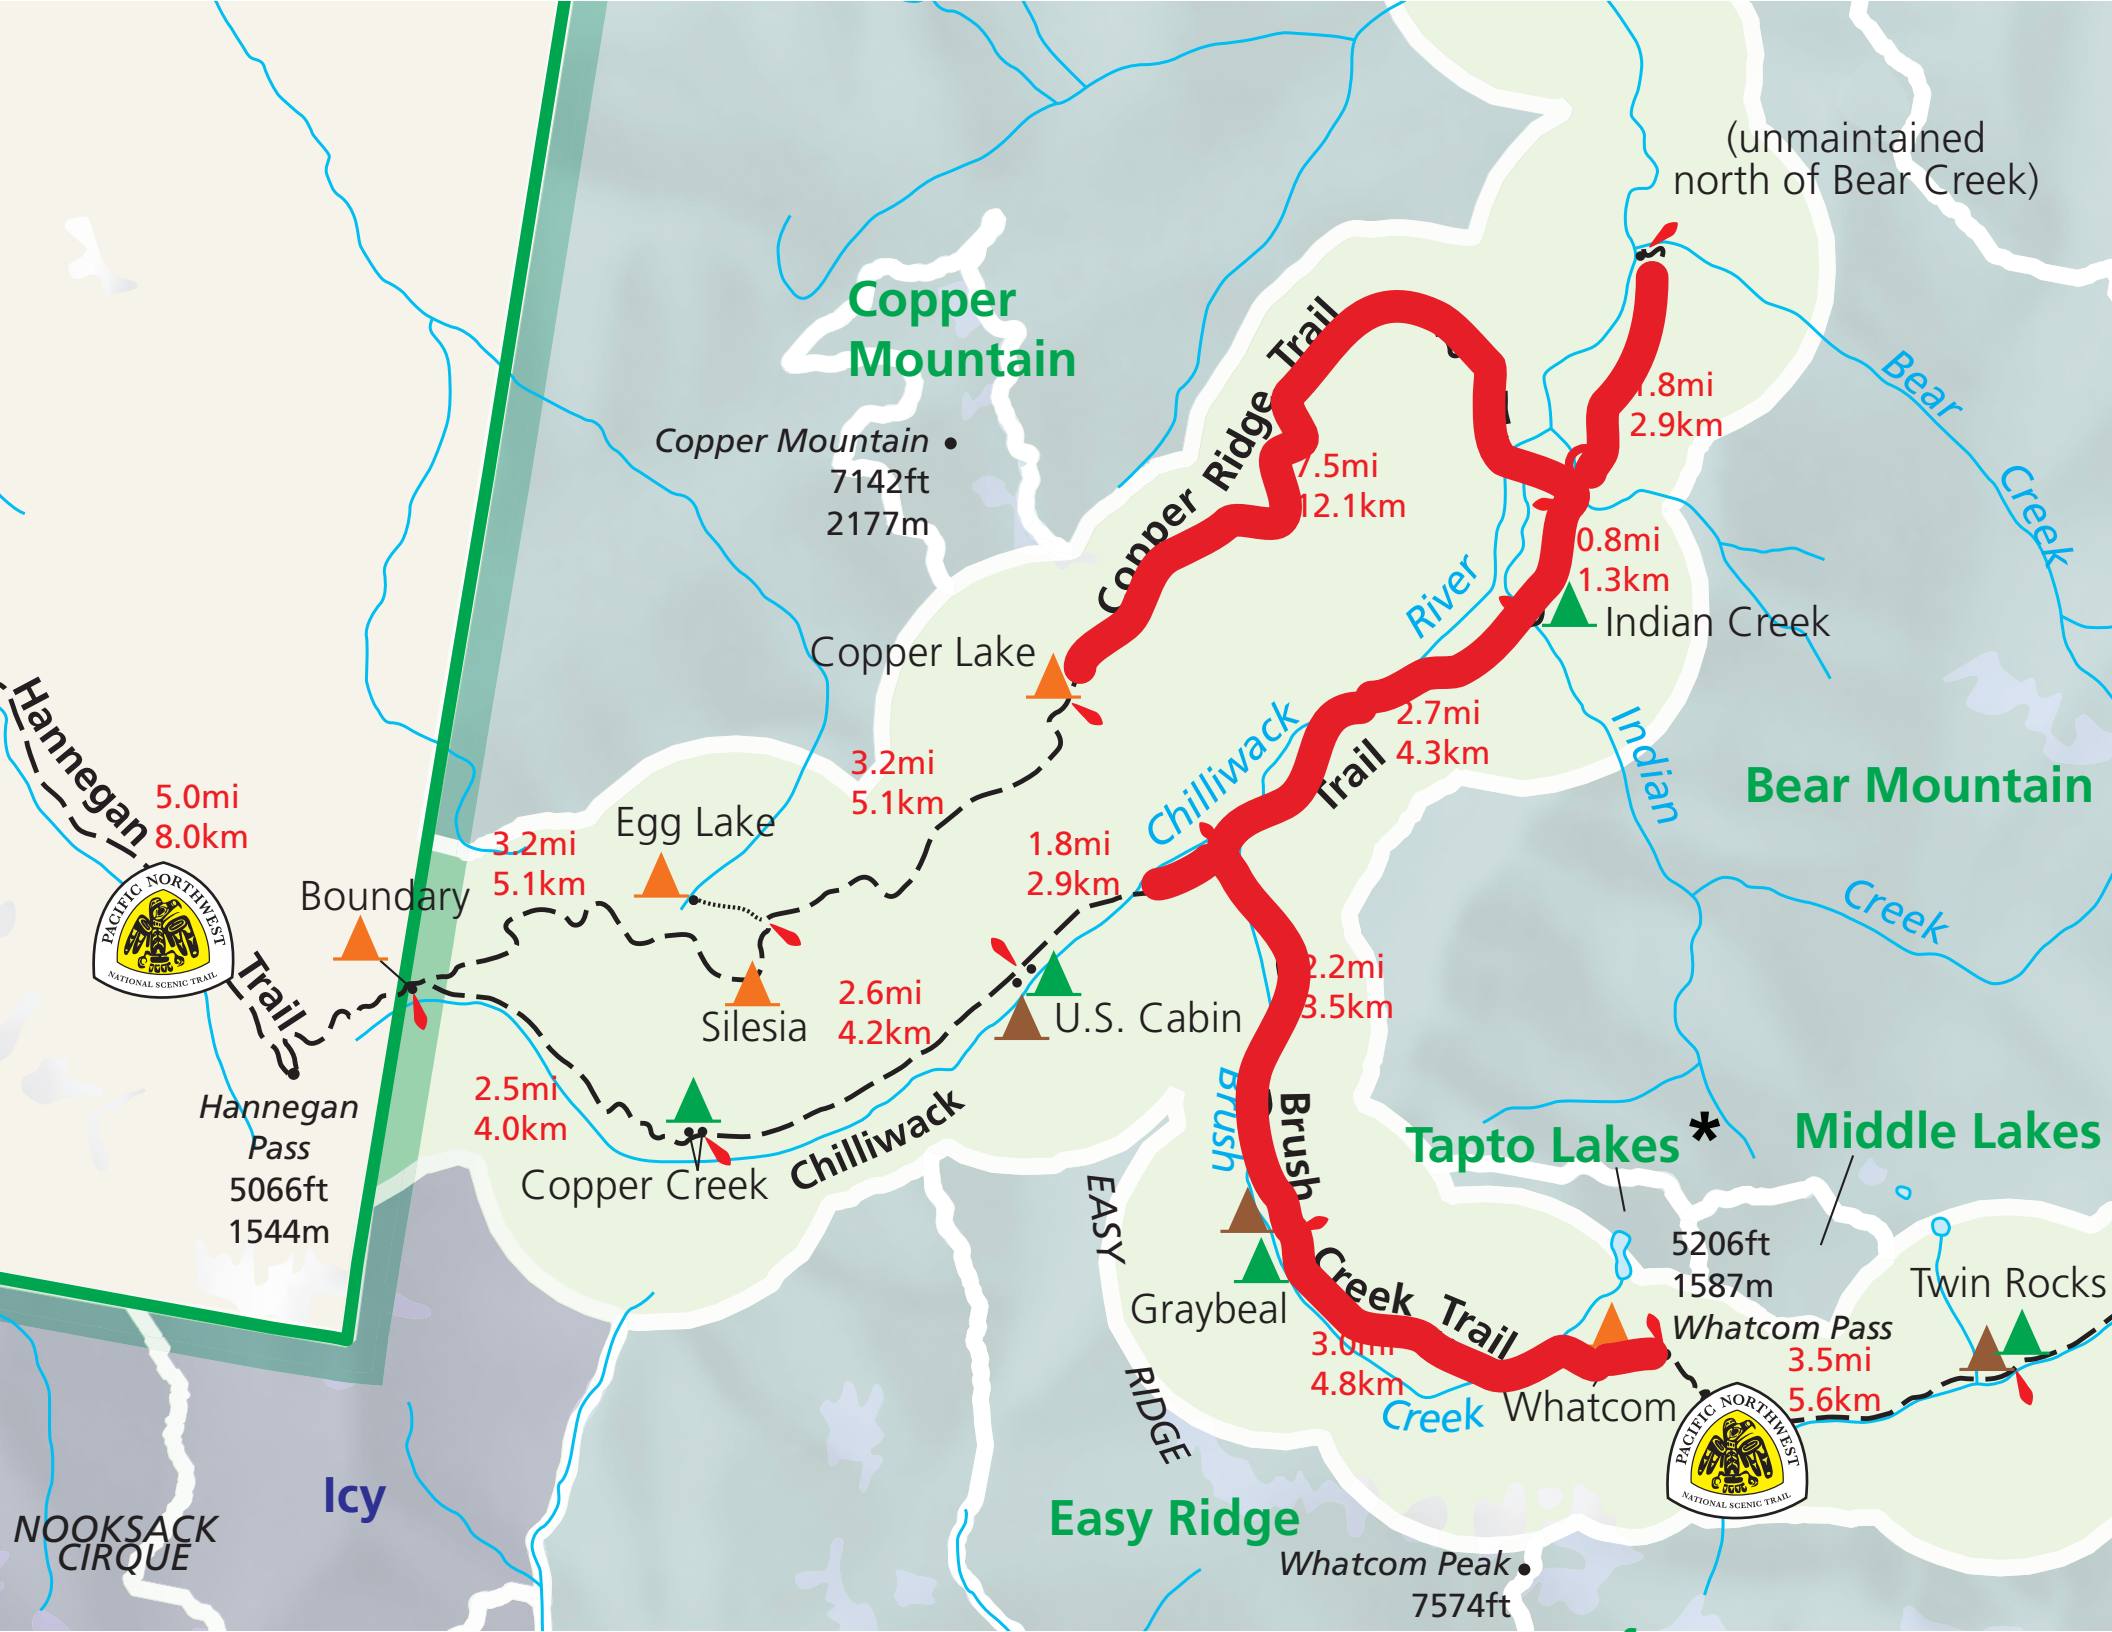 (unmaintained
north of Bear Creek)
Copper
Mountain
Copper Mountain
7142ft
2177m
Copper Ridge Trail
7.5mi
12.1km
1.8mi
2.9km
Bear
Creek
0.8mi
1.3km
Indian Creek
River
Copper Lake
2.7mi
4.3km
Chilliwack
Trail
Indian
Bear Mountain
Creek
Hannegan
5.0mi
8.0km
3.2mi
5.1km
Egg Lake
3.2mi
5.1km
Boundary
1.8mi
2.9km
PACIFIC NORTHWEST
NATIONAL SCENIC TRAIL
Trail
Silesia
2.6mi
4.2km
U.S. Cabin
2.2mi
3.5km
Hannegan
Pass
5066ft
1544m
2.5mi
4.0km
Copper Creek
Chilliwack
Brush
Brush
Creek Trail
EASY
RIDGE
Tapto Lakes *
Middle Lakes
5206ft
1587m
Whatcom Pass
Twin Rocks
Graybeal
3.0mi
4.8km
Creek
Whatcom
3.5mi
5.6km
PACIFIC NORTHWEST
NATIONAL SCENIC TRAIL
Icy
NOOKSACK
CIRQUE
Easy Ridge
Whatcom Peak
7574ft